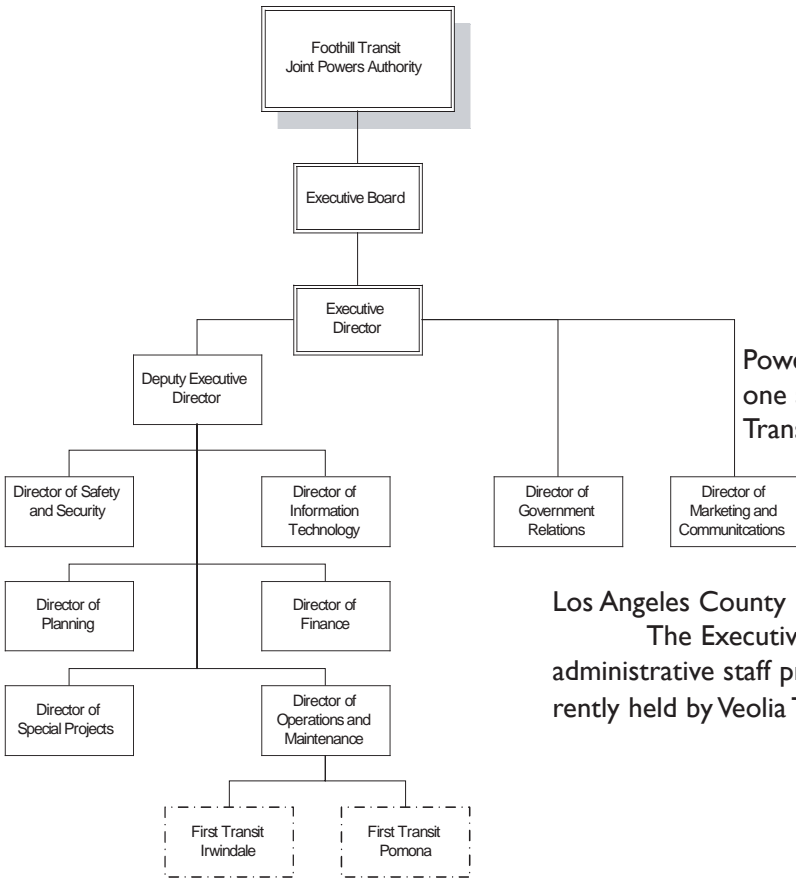 Foothill Transit
Joint Powers Authority
Executive Board
Executive
Director
Deputy Executive
Director
Director of Safety
and Security
Director of
Information
Technology
Director of
Government
Relations
Director of
Marketing and
Communitcations
Director of
Planning
Director of
Finance
Director of
Special Projects
Director of
Operations and
Maintenance
First Transit
Irwindale
First Transit
Pomona
one
Los Angeles County
The
administrative staff
rently held by Veolia